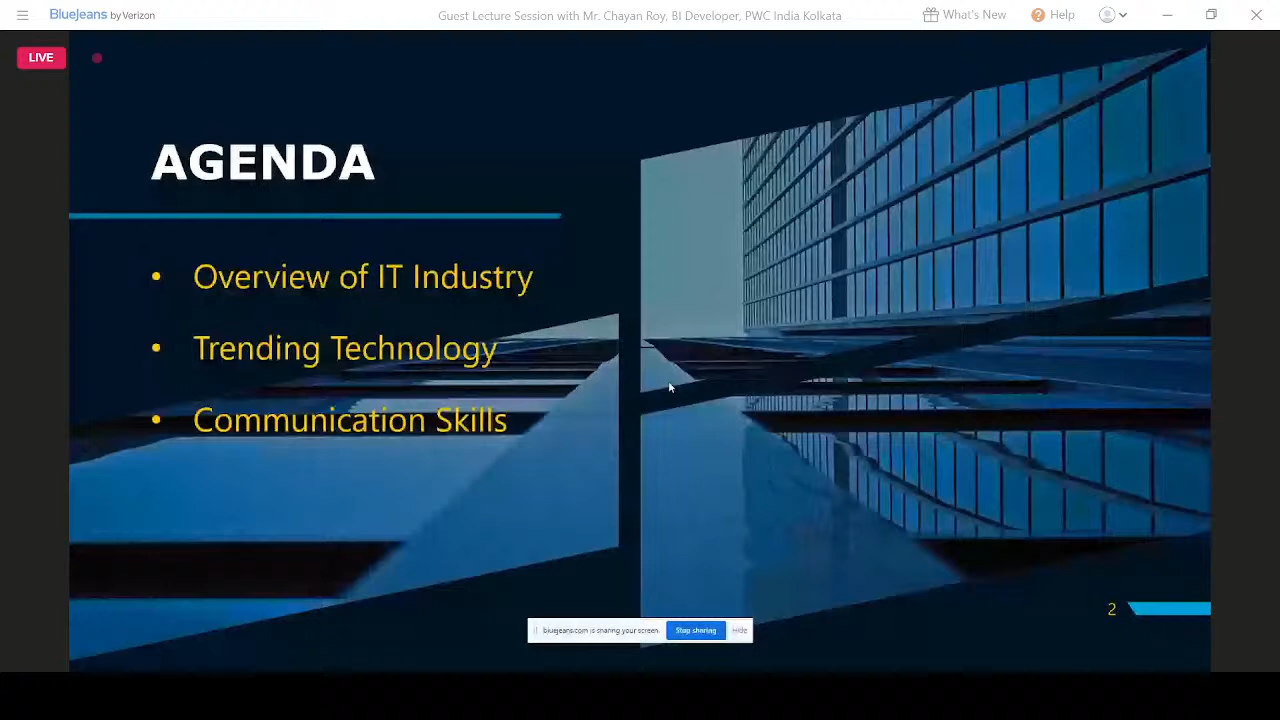 BlueJeans by Verizon
Guest Lecture Session with Mr. Chayan Roy, BI Developer, PWC India Kolkata
What's New
? Help
LIVE
AGENDA
• Overview of IT Industry
• Trending Technology
• Communication Skills
2
bluejeans.com is sharing your screen.
Stop sharing
Hide